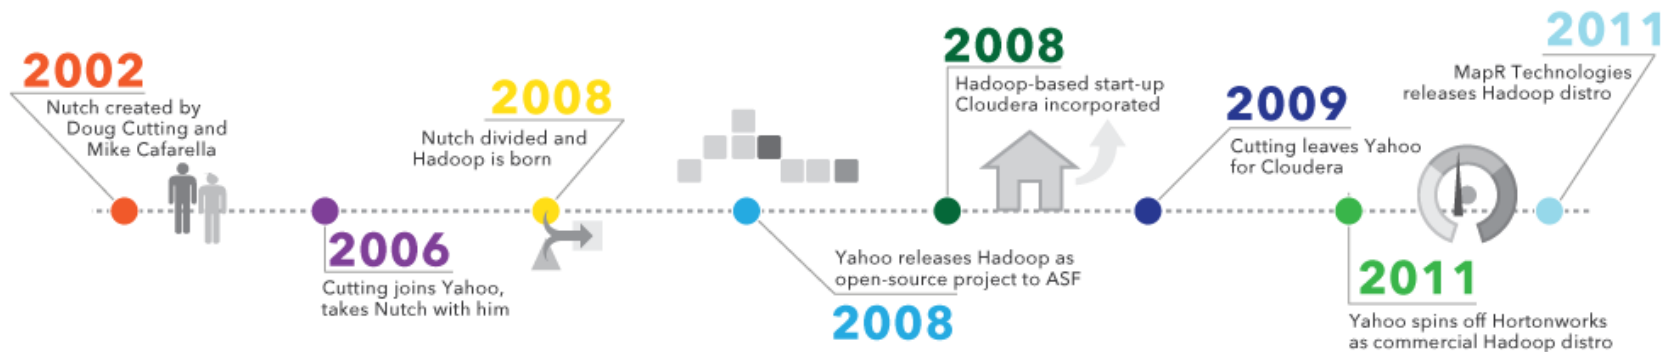 2002
Nutch created by
Doug Cutting and
Mike Cafarella
2006
Cutting joins Yahoo,
takes Nutch with him
2008
Nutch divided and
Hadoop is born
Yahoo releases Hadoop as
open-source project to ASF
2008
2008
Hadoop-based start-up
Cloudera incorporated
2009
Cutting leaves Yahoo
for Cloudera
2011
Yahoo spins off Hortonworks
as commercial Hadoop distro
2011
MapR Technologies
releases Hadoop distro